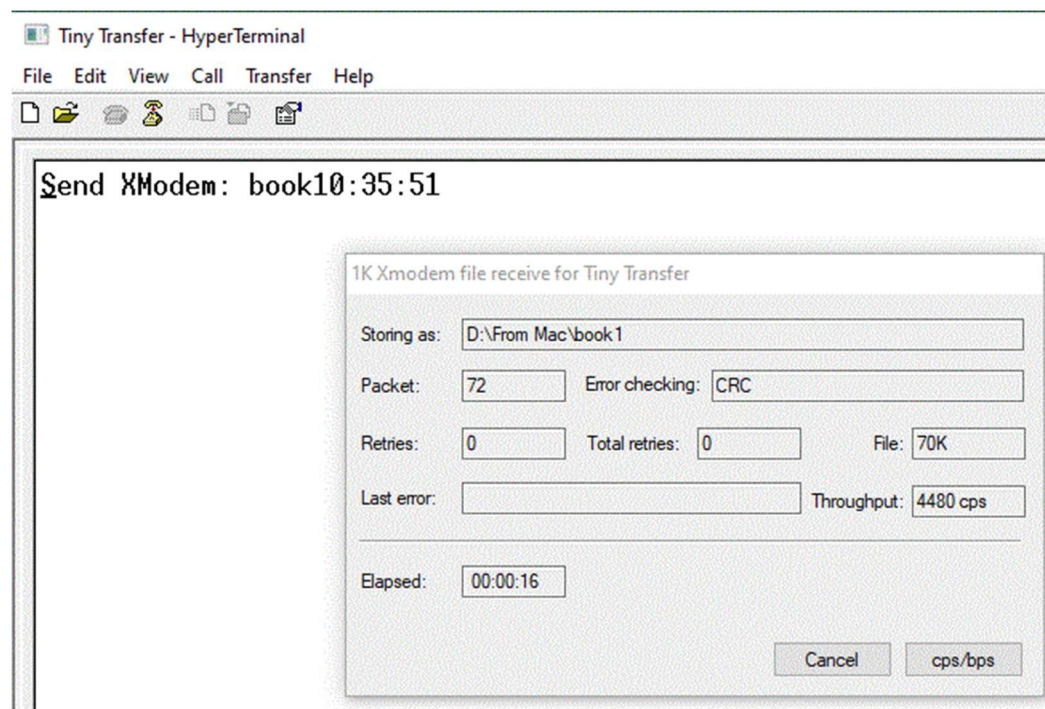 Tiny Transfer - HyperTerminal
File Edit View Call Transfer Help
Send XModem: book10:35:51
1K Xmodem file receive for Tiny Transfer
Storing as: D:\From Mac\book1
Packet: 72 Error checking: CRC
Retries: 0 Total retries: 0 File: 70K
Last error: Throughput: 4480 cps
Elapsed: 00:00:16
Cancel cps/bps